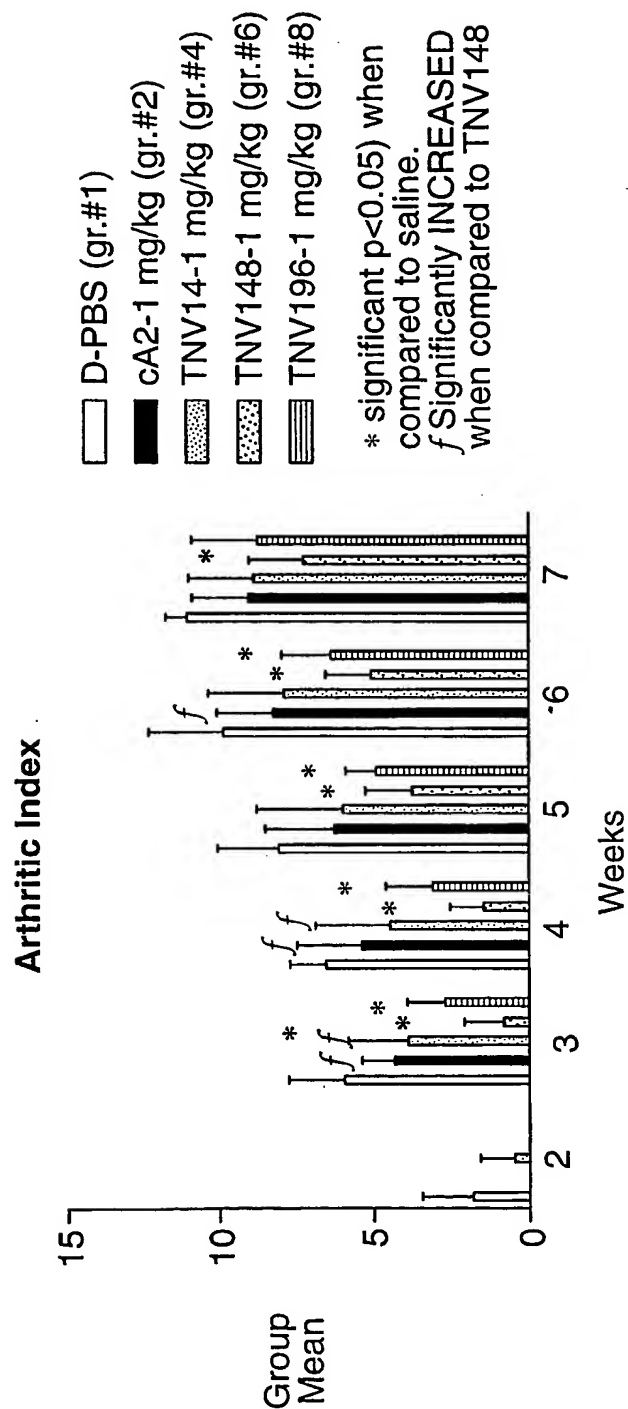 Arthritic Index
Group
Mean
15
10
5
0
2
3
4
5
6
7
Weeks
* * * * * * * * * *
ƒ ƒ ƒ ƒ ƒ
D-PBS (gr.#1)
cA2-1 mg/kg (gr.#2)
TNV14-1 mg/kg (gr.#4)
TNV148-1 mg/kg (gr.#6)
TNV196-1 mg/kg (gr.#8)
* significant p<0.05) when
compared to saline.
ƒ Significantly INCREASED
when compared to TNV148